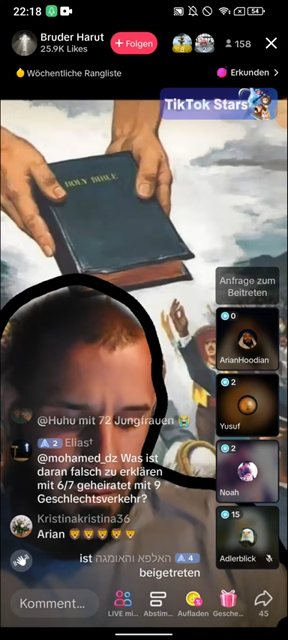 22:18
54
Bruder Harut
25.9K Likes
+ Folgen
158
Wöchentliche Rangliste
Erkunden >
TikTok Stars
HOLY BIBLE
Anfrage zum
Beitreten
0
ArianHoodian
2
Yusuf
2
Noah
15
Adlerblick
@Huhu mit 72 Jungfrauen 😭
2 Elias†
@mohamed_dz Was ist
daran falsch zu erklären
mit 6/7 geheiratet mit 9
Geschlechtsverkehr?
Kristinakristina36
Arian 🦁 🦁 🦁 🦁 🦁
ist האלפא והאומגה 4
beigetreten
Komment...
LIVE mi...
Abstim...
Aufladen
Gesche...
45